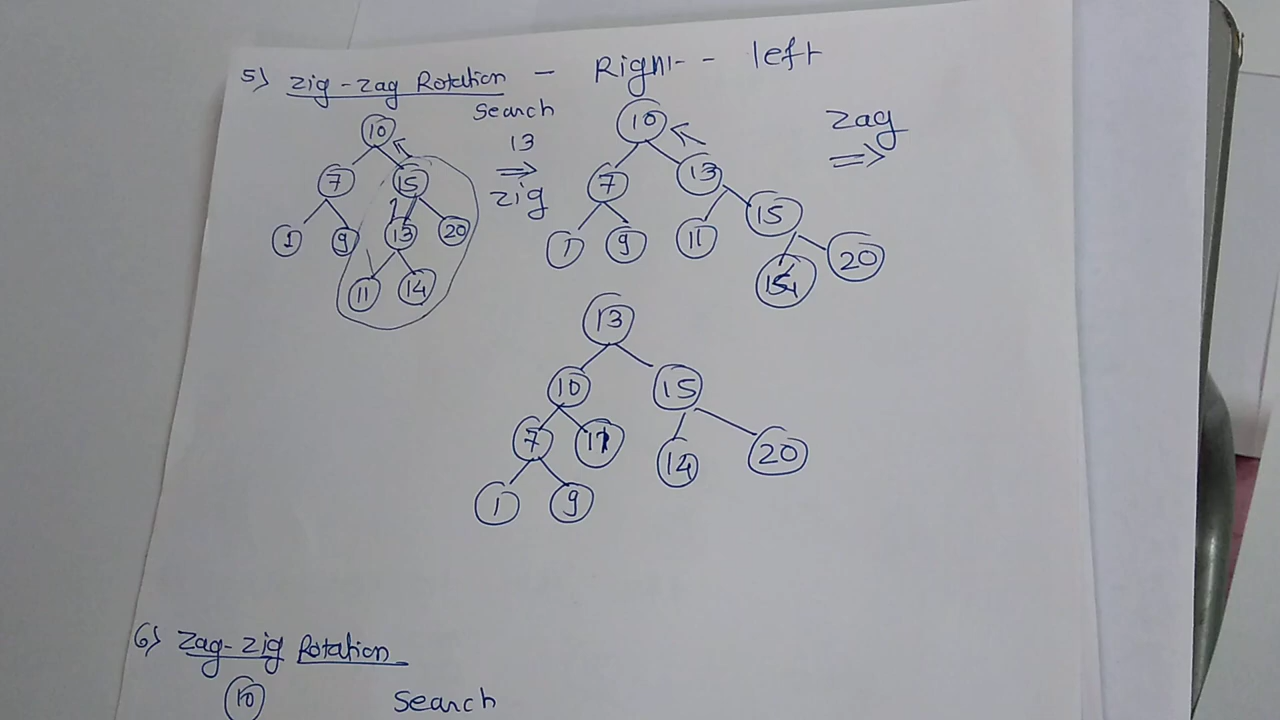 5) Zig-Zag Rotation - Right - left
Search
13
⇒
zig
10
7 15
1 9 13 20
11 14
10
7 13
1 9 11 15
20
zag
⇒
13
10 15
7 11 14 20
1 9
6) Zag-Zig Rotation
10 Search